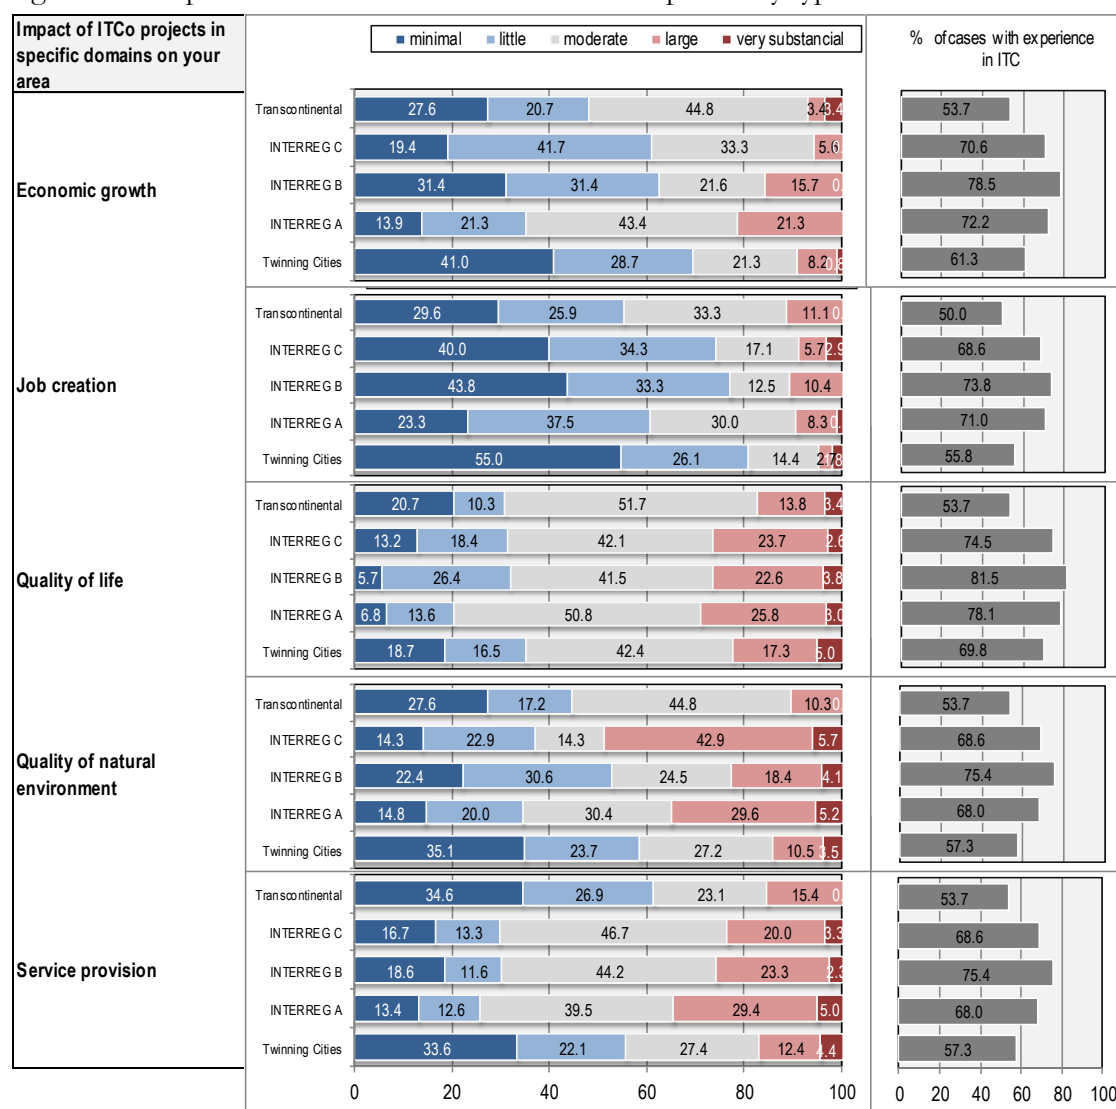 Impact of ITCo projects in
specific domains on your
area
minimal little moderate large very substancial
% of cases with experience
in ITC
Economic growth
Transcontinental 27.6 20.7 44.8 3.4 3.4 53.7
INTERREG C 19.4 41.7 33.3 5.6 70.6
INTERREG B 31.4 31.4 21.6 15.7 0. 78.5
INTERREG A 13.9 21.3 43.4 21.3 72.2
Twinning Cities 41.0 28.7 21.3 8.2 0.8 61.3
Job creation
Transcontinental 29.6 25.9 33.3 11.1 0. 50.0
INTERREG C 40.0 34.3 17.1 5.7 2.9 68.6
INTERREG B 43.8 33.3 12.5 10.4 73.8
INTERREG A 23.3 37.5 30.0 8.3 0. 71.0
Twinning Cities 55.0 26.1 14.4 2.7 55.8
Quality of life
Transcontinental 20.7 10.3 51.7 13.8 3.4 53.7
INTERREG C 13.2 18.4 42.1 23.7 2.6 74.5
INTERREG B 5.7 26.4 41.5 22.6 3.8 81.5
INTERREG A 6.8 13.6 50.8 25.8 3.0 78.1
Twinning Cities 18.7 16.5 42.4 17.3 5.0 69.8
Quality of natural
environment
Transcontinental 27.6 17.2 44.8 10.3 0. 53.7
INTERREG C 14.3 22.9 14.3 42.9 5.7 68.6
INTERREG B 22.4 30.6 24.5 18.4 4.1 75.4
INTERREG A 14.8 20.0 30.4 29.6 5.2 68.0
Twinning Cities 35.1 23.7 27.2 10.5 3.5 57.3
Service provision
Transcontinental 34.6 26.9 23.1 15.4 0. 53.7
INTERREG C 16.7 13.3 46.7 20.0 3.3 68.6
INTERREG B 18.6 11.6 44.2 23.3 2.3 75.4
INTERREG A 13.4 12.6 39.5 29.4 5.0 68.0
Twinning Cities 33.6 22.1 27.4 12.4 4.4 57.3
0 20 40 60 80 100 0 20 40 60 80 100